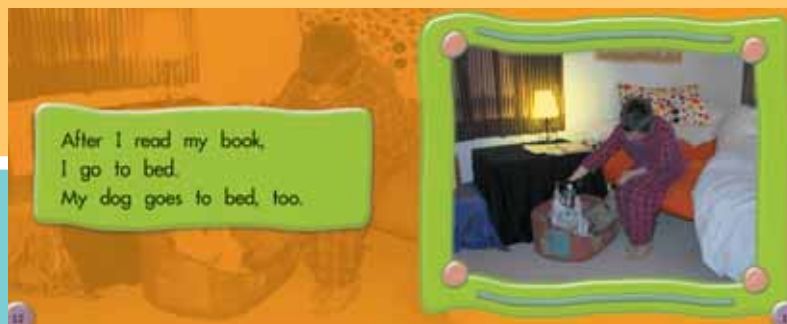 After I read my book,
I go to bed.
My dog goes to bed, too.